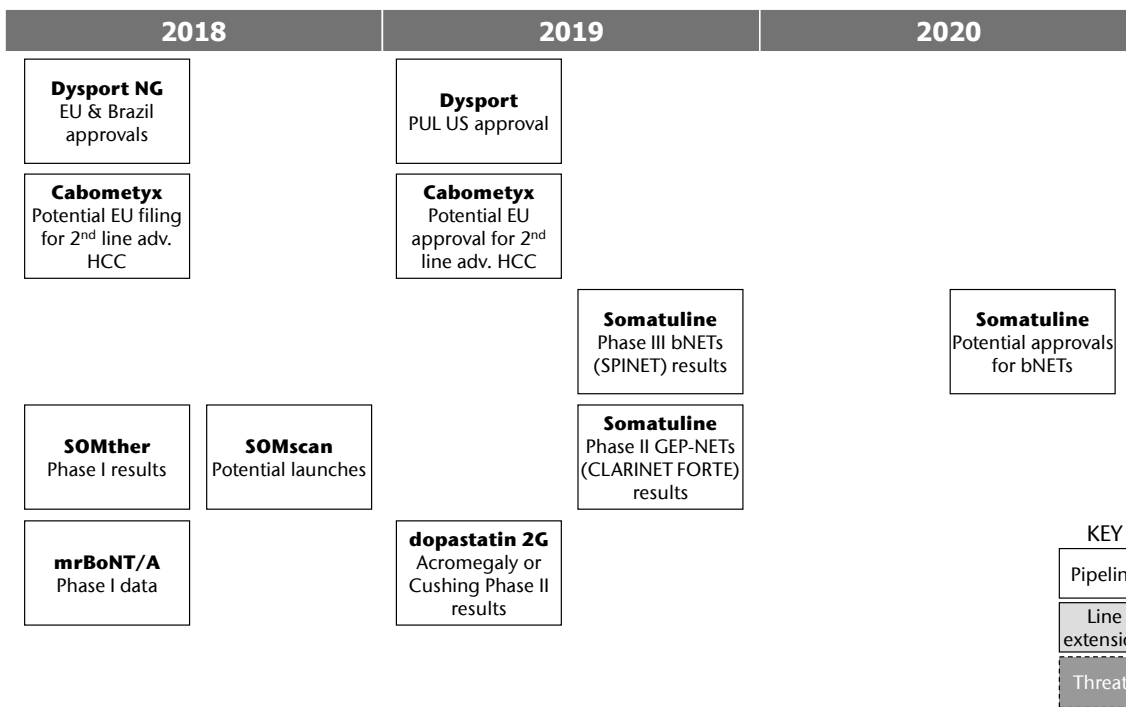 2018
2019
2020
Dysport NG
EU & Brazil
approvals
Dysport
PUL US approval
Cabometyx
Potential EU filing
for 2nd line adv.
HCC
Cabometyx
Potential EU
approval for 2nd
line adv. HCC
Somatuline
Phase III bNETs
(SPINET) results
Somatuline
Potential approvals
for bNETs
SOMther
Phase I results
SOMscan
Potential launches
Somatuline
Phase II GEP-NETs
(CLARINET FORTE)
results
mrBoNT/A
Phase I data
dopastatin 2G
Acromegaly or
Cushing Phase II
results
KEY
Pipelin
Line
extensio
Threat